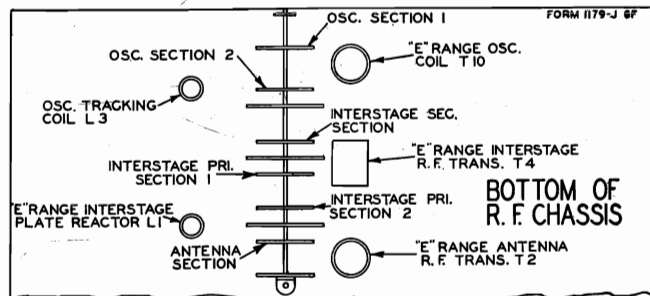 FORM 1179-J GF
OSC. SECTION 1
OSC. SECTION 2
"E" RANGE OSC.
COIL T10
OSC. TRACKING
COIL L3
INTERSTAGE SEC.
SECTION
"E" RANGE INTERSTAGE
R.F. TRANS. T4
INTERSTAGE PRI.
SECTION 1
BOTTOM OF
R.F. CHASSIS
INTERSTAGE PRI.
SECTION 2
"E" RANGE INTERSTAGE
PLATE REACTOR L1
ANTENNA
SECTION
"E" RANGE ANTENNA
R.F. TRANS. T2